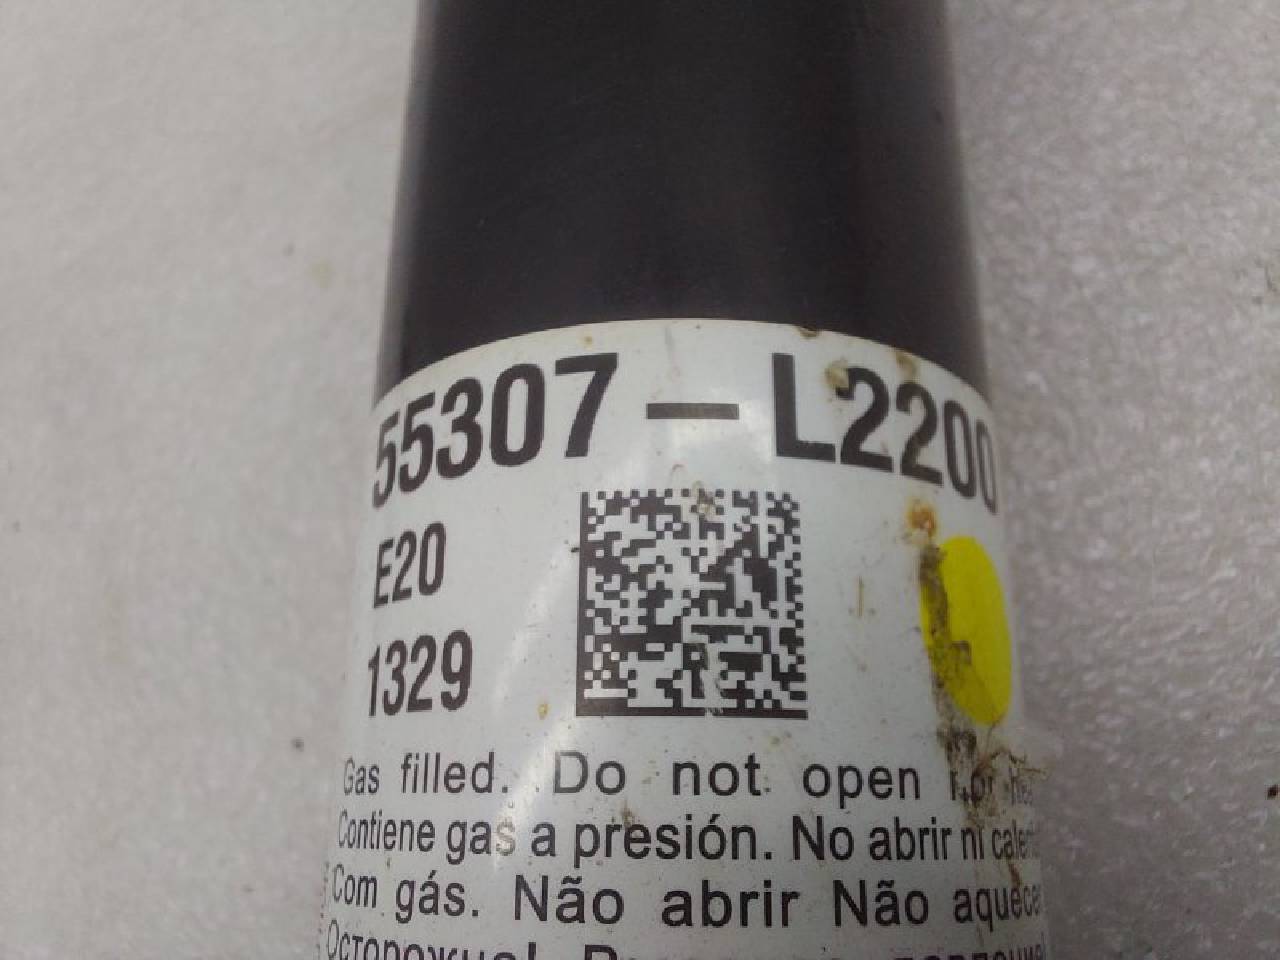 55307-L2200
E20
1329
Gas filled. Do not open
Contiene gas a presión. No abrir ni
Com gás. Não abrir Não